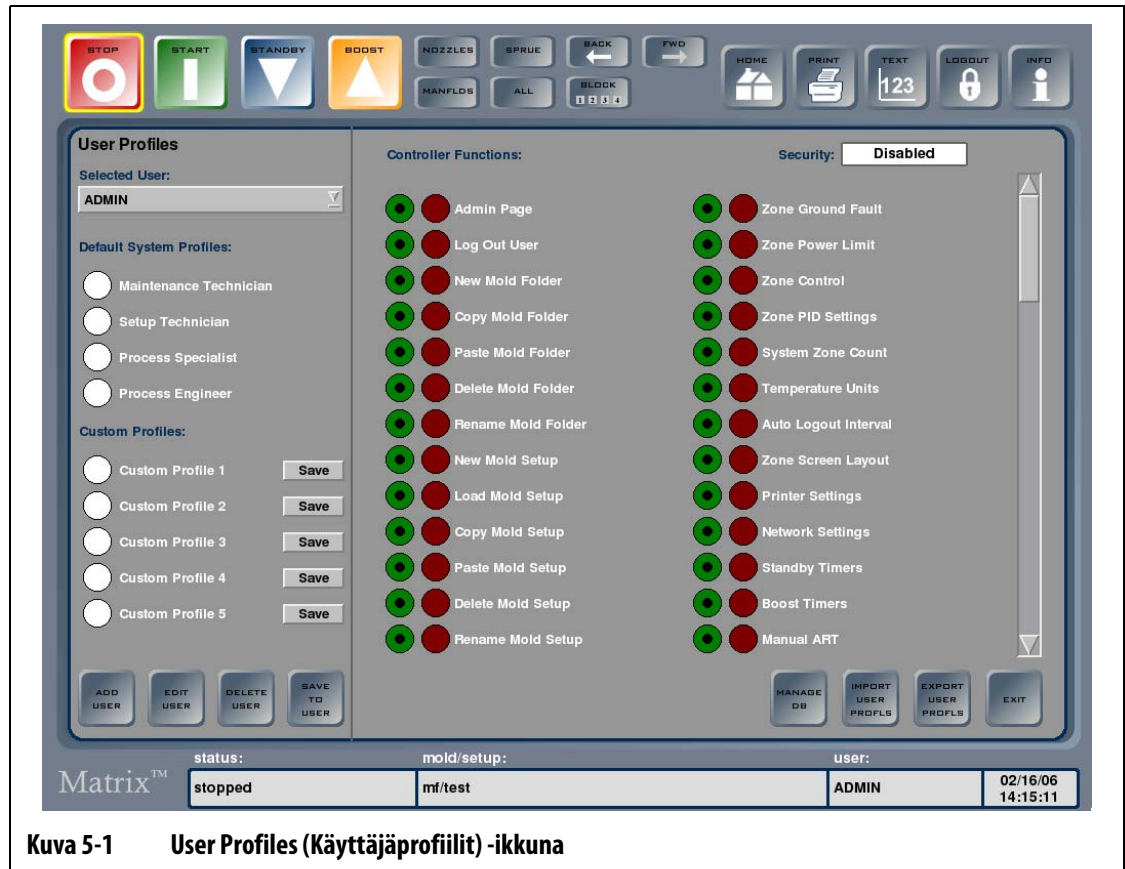 STOP
START
STANDBY
BOOST
NOZZLES
SPRUE
BACK
FWD
MANFLDS
ALL
BLOCK
1 2 3 4
HOME
PRINT
TEXT
123
LOGOUT
INFO
User Profiles
Selected User:
ADMIN
Default System Profiles:
Maintenance Technician
Setup Technician
Process Specialist
Process Engineer
Custom Profiles:
Custom Profile 1 Save
Custom Profile 2 Save
Custom Profile 3 Save
Custom Profile 4 Save
Custom Profile 5 Save
ADD USER
EDIT USER
DELETE USER
SAVE TO USER
Controller Functions:
Security: Disabled
Admin Page
Log Out User
New Mold Folder
Copy Mold Folder
Paste Mold Folder
Delete Mold Folder
Rename Mold Folder
New Mold Setup
Load Mold Setup
Copy Mold Setup
Paste Mold Setup
Delete Mold Setup
Rename Mold Setup
Zone Ground Fault
Zone Power Limit
Zone Control
Zone PID Settings
System Zone Count
Temperature Units
Auto Logout Interval
Zone Screen Layout
Printer Settings
Network Settings
Standby Timers
Boost Timers
Manual ART
MANAGE DB
IMPORT USER PROFLS
EXPORT USER PROFLS
EXIT
Matrix™
status:
stopped
mold/setup:
mf/test
user:
ADMIN
02/16/06
14:15:11
Kuva 5-1 User Profiles (Käyttäjäprofiilit) -ikkuna